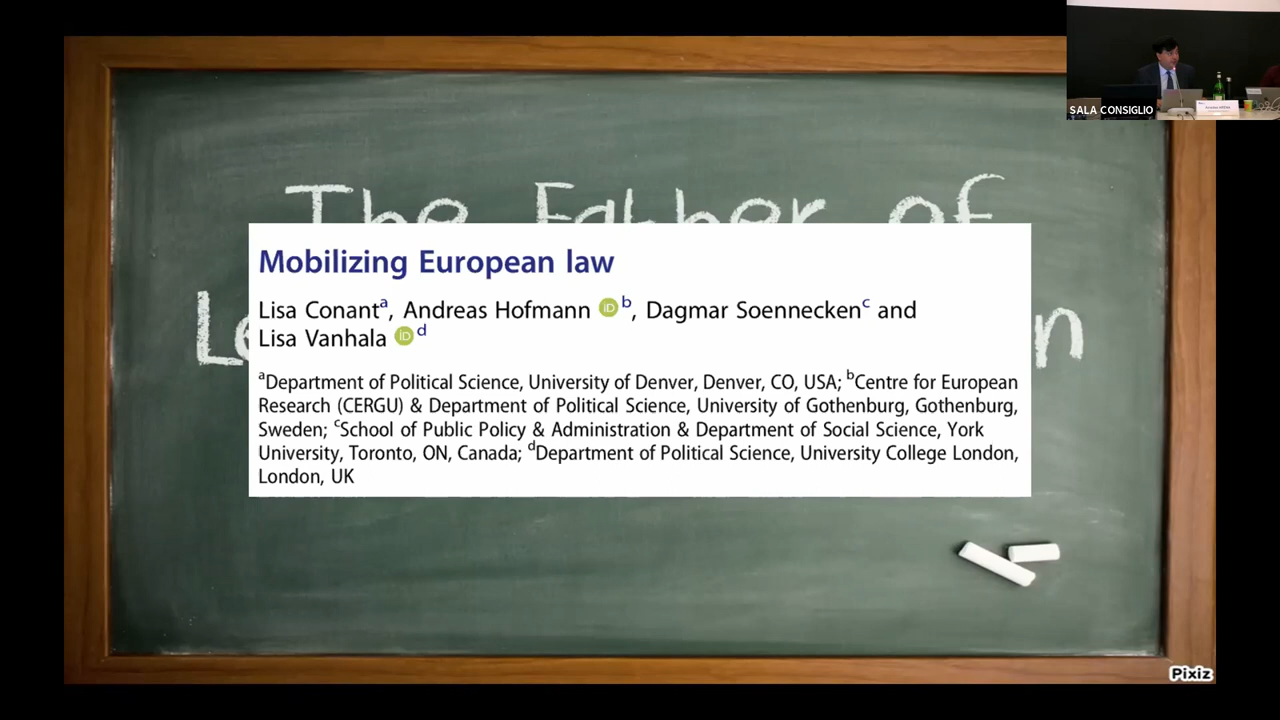 SALA CONSIGLIO
The Father of
Mobilizing European law
Lisa Conantᵃ, Andreas Hofmann iD ᵇ, Dagmar Soenneckenᶜ and
Lisa Vanhala iD ᵈ
ᵃDepartment of Political Science, University of Denver, Denver, CO, USA; ᵇCentre for European
Research (CERGU) & Department of Political Science, University of Gothenburg, Gothenburg,
Sweden; ᶜSchool of Public Policy & Administration & Department of Social Science, York
University, Toronto, ON, Canada; ᵈDepartment of Political Science, University College London,
London, UK
Pixiz